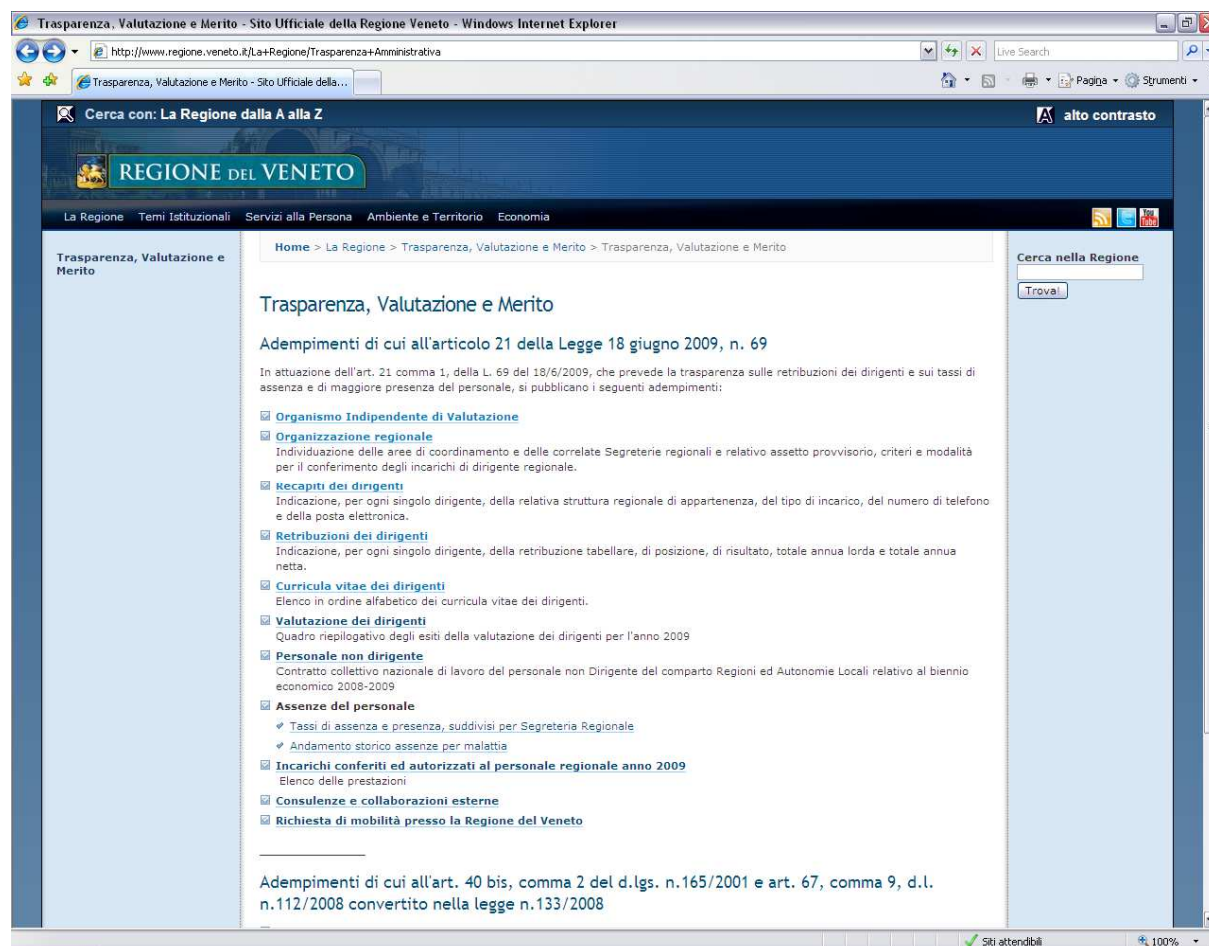 Trasparenza, Valutazione e Merito - Sito Ufficiale della Regione Veneto - Windows Internet Explorer
http://www.regione.veneto.it/La+Regione/Trasparenza+Amministrativa
Live Search
Trasparenza, Valutazione e Merito - Sito Ufficiale della...
Pagina
Strumenti
Cerca con: La Regione dalla A alla Z
alto contrasto
REGIONE DEL VENETO
La Regione Temi Istituzionali Servizi alla Persona Ambiente e Territorio Economia
You Tube
Trasparenza, Valutazione e
Merito
Home > La Regione > Trasparenza, Valutazione e Merito > Trasparenza, Valutazione e Merito
Cerca nella Regione
Trova!
Trasparenza, Valutazione e Merito
Adempimenti di cui all'articolo 21 della Legge 18 giugno 2009, n. 69
In attuazione dell'art. 21 comma 1, della L. 69 del 18/6/2009, che prevede la trasparenza sulle retribuzioni dei dirigenti e sui tassi di
assenza e di maggiore presenza del personale, si pubblicano i seguenti adempimenti:
Organismo Indipendente di Valutazione
Organizzazione regionale
Individuazione delle aree di coordinamento e delle correlate Segreterie regionali e relativo assetto provvisorio, criteri e modalità
per il conferimento degli incarichi di dirigente regionale.
Recapiti dei dirigenti
Indicazione, per ogni singolo dirigente, della relativa struttura regionale di appartenenza, del tipo di incarico, del numero di telefono
e della posta elettronica.
Retribuzioni dei dirigenti
Indicazione, per ogni singolo dirigente, della retribuzione tabellare, di posizione, di risultato, totale annua lorda e totale annua
netta.
Curricula vitae dei dirigenti
Elenco in ordine alfabetico dei curricula vitae dei dirigenti.
Valutazione dei dirigenti
Quadro riepilogativo degli esiti della valutazione dei dirigenti per l'anno 2009
Personale non dirigente
Contratto collettivo nazionale di lavoro del personale non Dirigente del comparto Regioni ed Autonomie Locali relativo al biennio
economico 2008-2009
Assenze del personale
Tassi di assenza e presenza, suddivisi per Segreteria Regionale
Andamento storico assenze per malattia
Incarichi conferiti ed autorizzati al personale regionale anno 2009
Elenco delle prestazioni
Consulenze e collaborazioni esterne
Richiesta di mobilità presso la Regione del Veneto
Adempimenti di cui all'art. 40 bis, comma 2 del d.lgs. n.165/2001 e art. 67, comma 9, d.l.
n.112/2008 convertito nella legge n.133/2008
Siti attendibili
100%